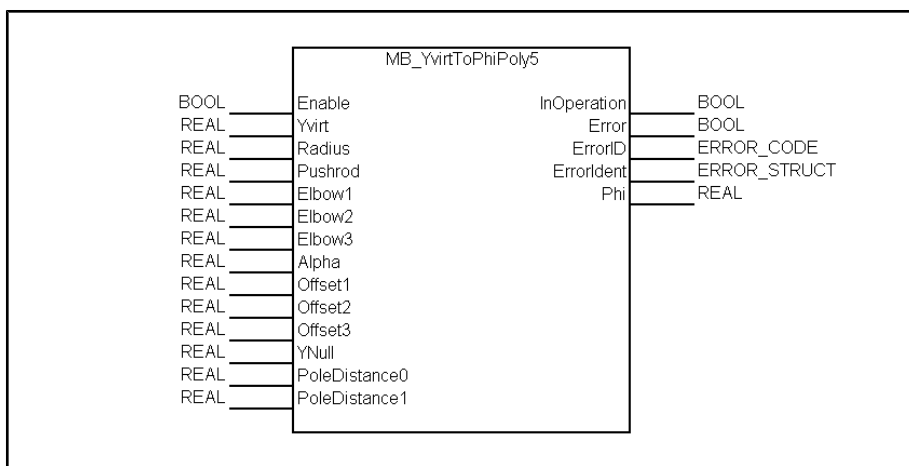 MB_YvirtToPhiPoly5
BOOL Enable InOperation BOOL
REAL Yvirt Error BOOL
REAL Radius ErrorID ERROR_CODE
REAL Pushrod ErrorIdent ERROR_STRUCT
REAL Elbow1 Phi REAL
REAL Elbow2
REAL Elbow3
REAL Alpha
REAL Offset1
REAL Offset2
REAL Offset3
REAL YNull
REAL PoleDistance0
REAL PoleDistance1